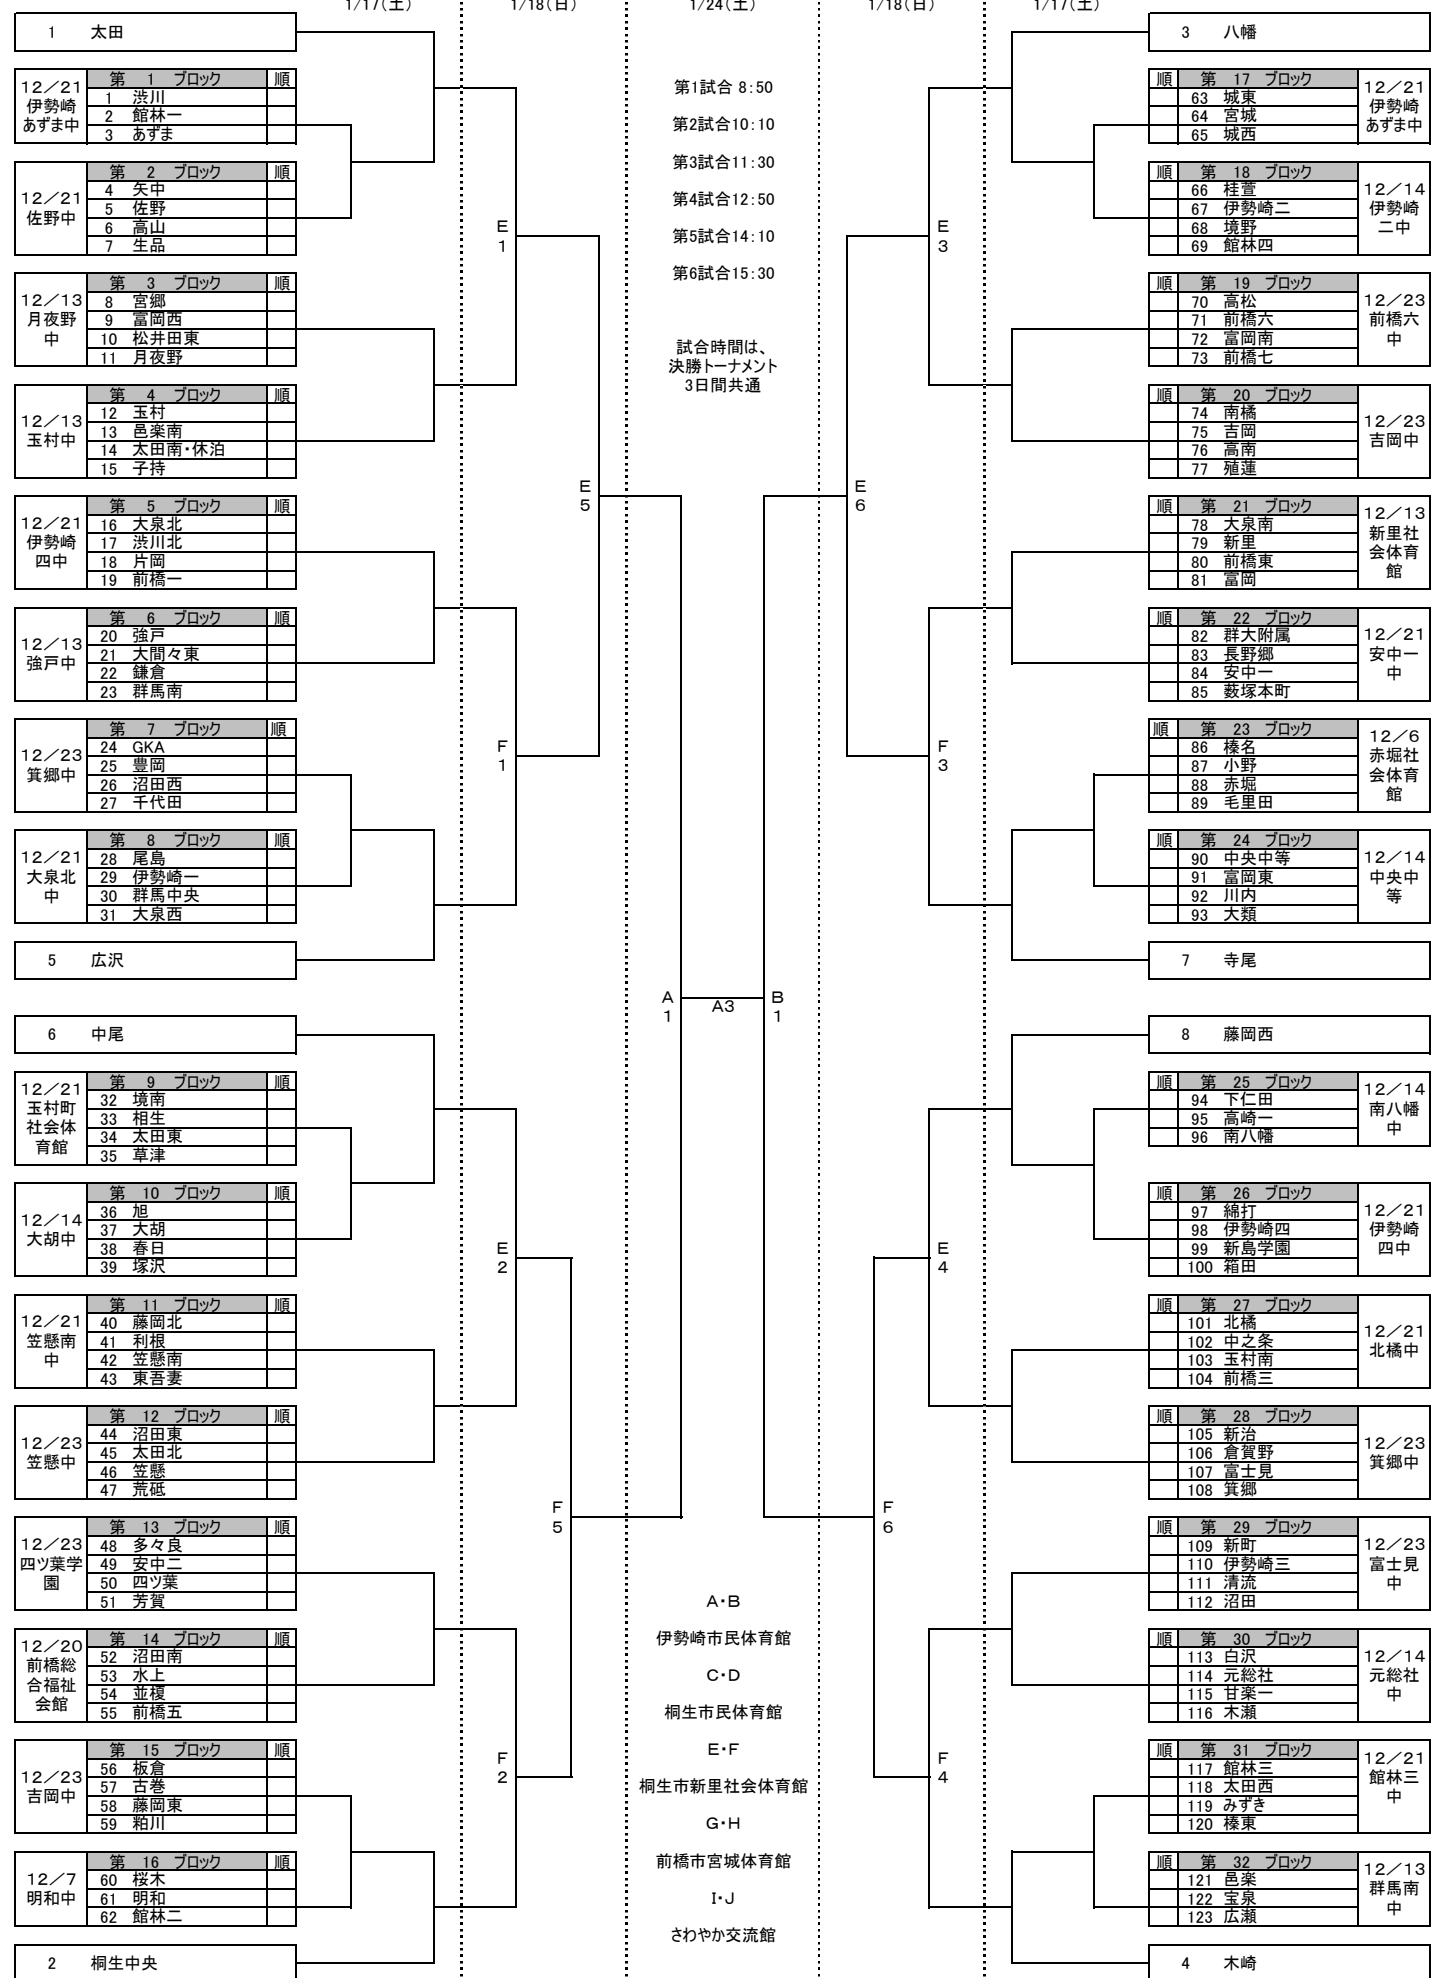 1/17(土) 1/18(日) 1/24(土) 1/18(日) 1/17(土)
1 太田
12/21
伊勢崎
あずま中
第 1 ブロック 順
1 渋川
2 館林一
3 あずま
12/21
佐野中
第 2 ブロック 順
4 矢中
5 佐野
6 高山
7 生品
12/13
月夜野
中
第 3 ブロック 順
8 宮郷
9 富岡西
10 松井田東
11 月夜野
12/13
玉村中
第 4 ブロック 順
12 玉村
13 邑楽南
14 太田南・休泊
15 子持
12/21
伊勢崎
四中
第 5 ブロック 順
16 大泉北
17 渋川北
18 片岡
19 前橋一
12/13
強戸中
第 6 ブロック 順
20 強戸
21 大間々東
22 鎌倉
23 群馬南
12/23
箕郷中
第 7 ブロック 順
24 GKA
25 豊岡
26 沼田西
27 千代田
12/21
大泉北
中
第 8 ブロック 順
28 尾島
29 伊勢崎一
30 群馬中央
31 大泉西
5 広沢
6 中尾
12/21
玉村町
社会体
育館
第 9 ブロック 順
32 境南
33 相生
34 太田東
35 草津
12/14
大胡中
第 10 ブロック 順
36 旭
37 大胡
38 春日
39 塚沢
12/21
笠懸南
中
第 11 ブロック 順
40 藤岡北
41 利根
42 笠懸南
43 東吾妻
12/23
笠懸中
第 12 ブロック 順
44 沼田東
45 太田北
46 笠懸
47 荒砥
12/23
四ツ葉学
園
第 13 ブロック 順
48 多々良
49 安中二
50 四ツ葉
51 芳賀
12/20
前橋総
合福祉
会館
第 14 ブロック 順
52 沼田南
53 水上
54 並榎
55 前橋五
12/23
吉岡中
第 15 ブロック 順
56 板倉
57 古巻
58 藤岡東
59 粕川
12/7
明和中
第 16 ブロック 順
60 桜木
61 明和
62 館林二
2 桐生中央
E
1
F
1
E
5
E
2
F
2
F
5
A
1
A3
B
1
第1試合 8:50
第2試合10:10
第3試合11:30
第4試合12:50
第5試合14:10
第6試合15:30
試合時間は、
決勝トーナメント
3日間共通
A・B
伊勢崎市民体育館
C・D
桐生市民体育館
E・F
桐生市新里社会体育館
G・H
前橋市宮城体育館
I・J
さわやか交流館
E
3
E
6
F
3
E
4
F
6
F
4
3 八幡
順 第 17 ブロック
63 城東
64 宮城
65 城西
12/21
伊勢崎
あずま中
順 第 18 ブロック
66 桂萱
67 伊勢崎二
68 境野
69 館林四
12/14
伊勢崎
二中
順 第 19 ブロック
70 高松
71 前橋六
72 富岡南
73 前橋七
12/23
前橋六
中
順 第 20 ブロック
74 南橘
75 吉岡
76 高南
77 殖蓮
12/23
吉岡中
順 第 21 ブロック
78 大泉南
79 新里
80 前橋東
81 富岡
12/13
新里社
会体育
館
順 第 22 ブロック
82 群大附属
83 長野郷
84 安中一
85 薮塚本町
12/21
安中一
中
順 第 23 ブロック
86 榛名
87 小野
88 赤堀
89 毛里田
12/6
赤堀社
会体育
館
順 第 24 ブロック
90 中央中等
91 富岡東
92 川内
93 大類
12/14
中央中
等
7 寺尾
8 藤岡西
順 第 25 ブロック
94 下仁田
95 高崎一
96 南八幡
12/14
南八幡
中
順 第 26 ブロック
97 綿打
98 伊勢崎四
99 新島学園
100 箱田
12/21
伊勢崎
四中
順 第 27 ブロック
101 北橘
102 中之条
103 玉村南
104 前橋三
12/21
北橘中
順 第 28 ブロック
105 新治
106 倉賀野
107 富士見
108 箕郷
12/23
箕郷中
順 第 29 ブロック
109 新町
110 伊勢崎三
111 清流
112 沼田
12/23
富士見
中
順 第 30 ブロック
113 白沢
114 元総社
115 甘楽一
116 木瀬
12/14
元総社
中
順 第 31 ブロック
117 館林三
118 太田西
119 みずき
120 榛東
12/21
館林三
中
順 第 32 ブロック
121 邑楽
122 宝泉
123 広瀬
12/13
群馬南
中
4 木崎